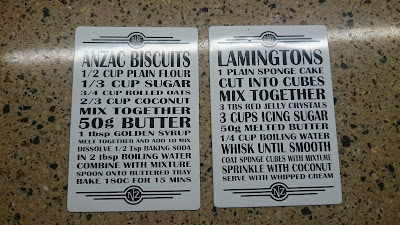 ANZAC BISCUITS
1/2 CUP PLAIN FLOUR
1/3 CUP SUGAR
3/4 CUP ROLLED OATS
2/3 CUP COCONUT
MIX TOGETHER
50g BUTTER
1 tbsp GOLDEN SYRUP
MELT TOGETHER AND ADD TO MIX
DISSOLVE 1/2 Tsp BAKING SODA
IN 2 tbsp BOILING WATER
COMBINE WITH MIXTURE
SPOON ONTO BUTTERED TRAY
BAKE 180C FOR 15 MINS
NZ
LAMINGTONS
1 PLAIN SPONGE CAKE
CUT INTO CUBES
MIX TOGETHER
3 TBS RED JELLY CRYSTALS
3 CUPS ICING SUGAR
50g MELTED BUTTER
1/4 CUP BOILING WATER
WHISK UNTIL SMOOTH
COAT SPONGE CUBES WITH MIXTURE
SPRINKLE WITH COCONUT
SERVE WITH WHIPPED CREAM
NZ